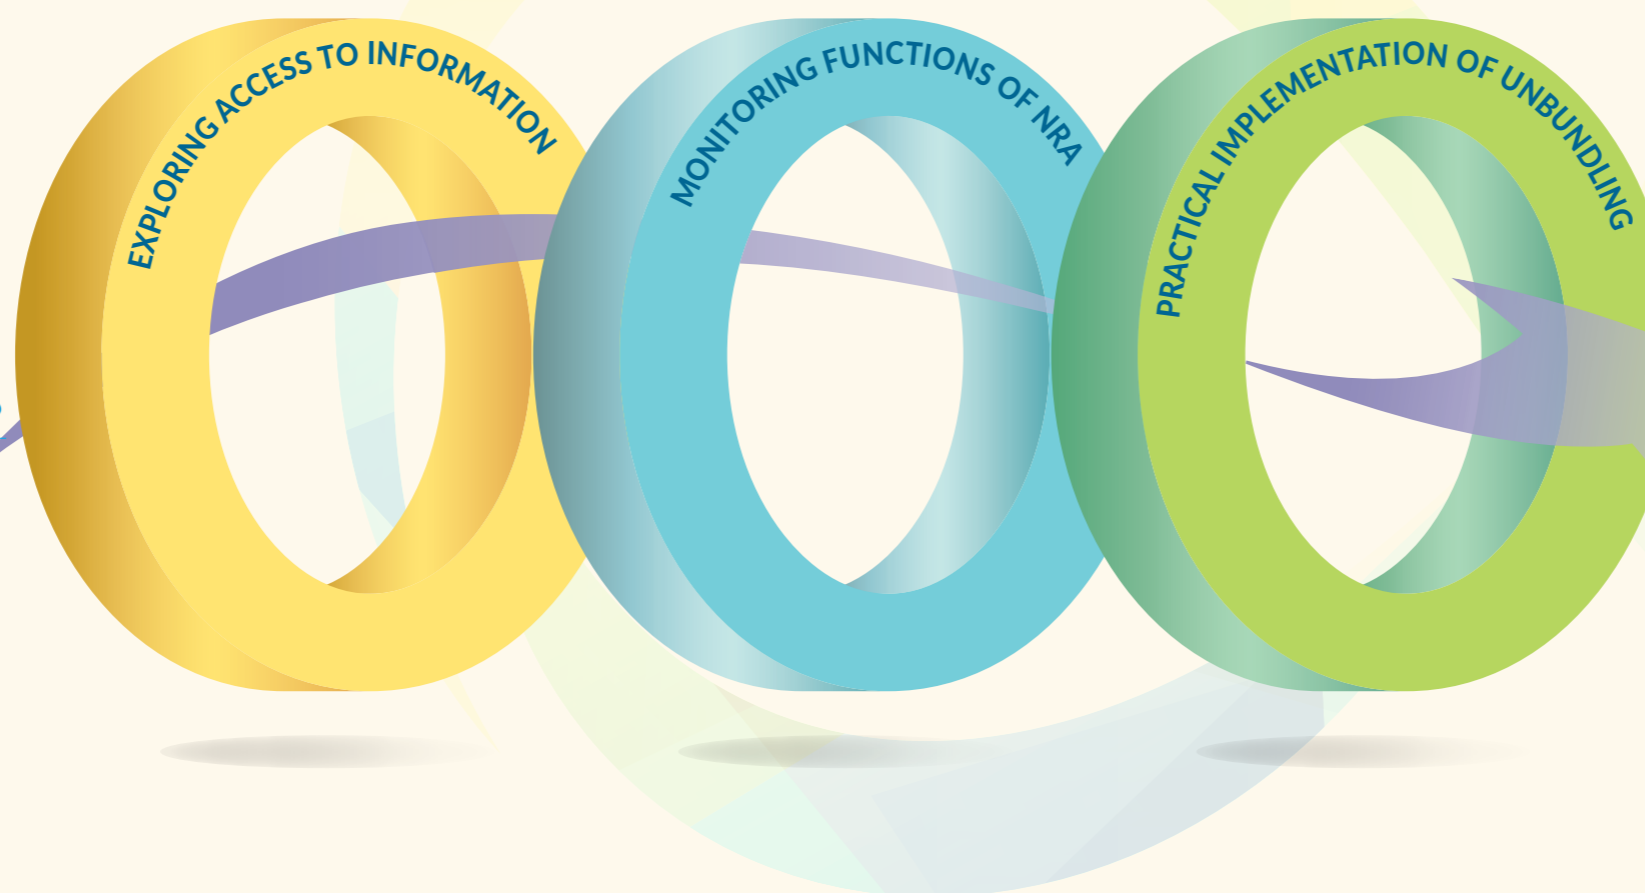 EXPLORING ACCESS TO INFORMATION
MONITORING FUNCTIONS OF NRA
PRACTICAL IMPLEMENTATION OF UNBUNDLING